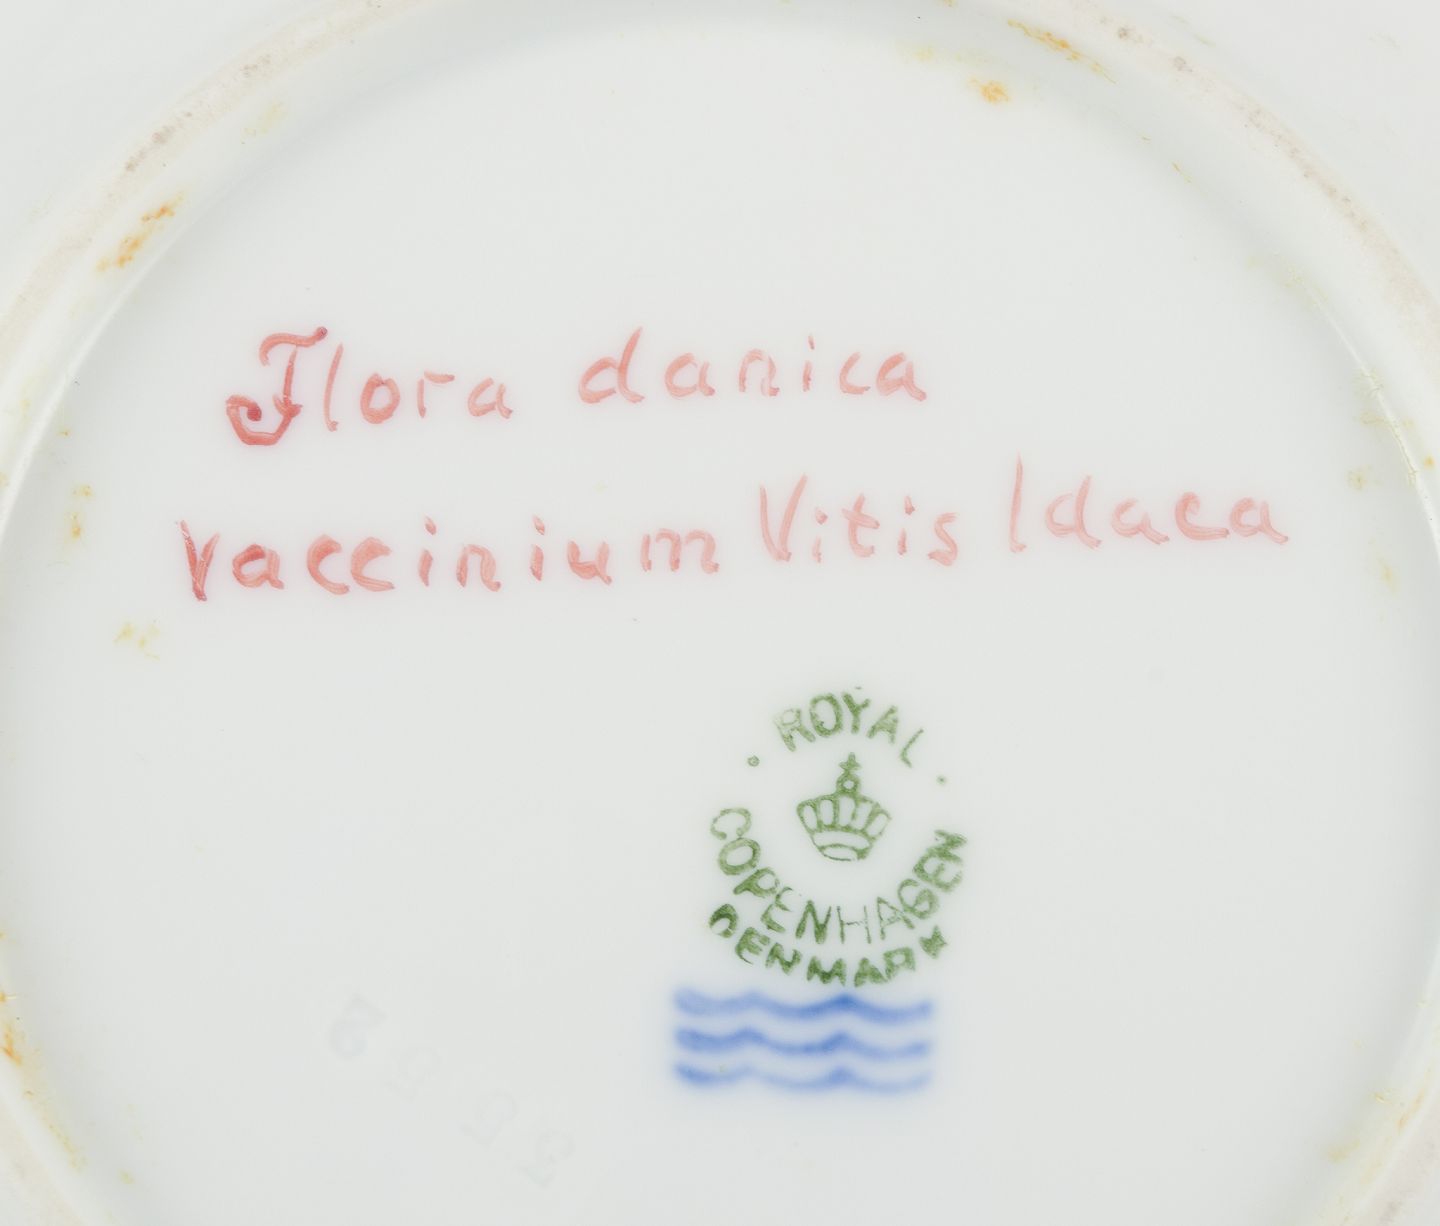 Flora danica
vaccinium Vitis Idaea
ROYAL
COPENHAGEN
DENMARK